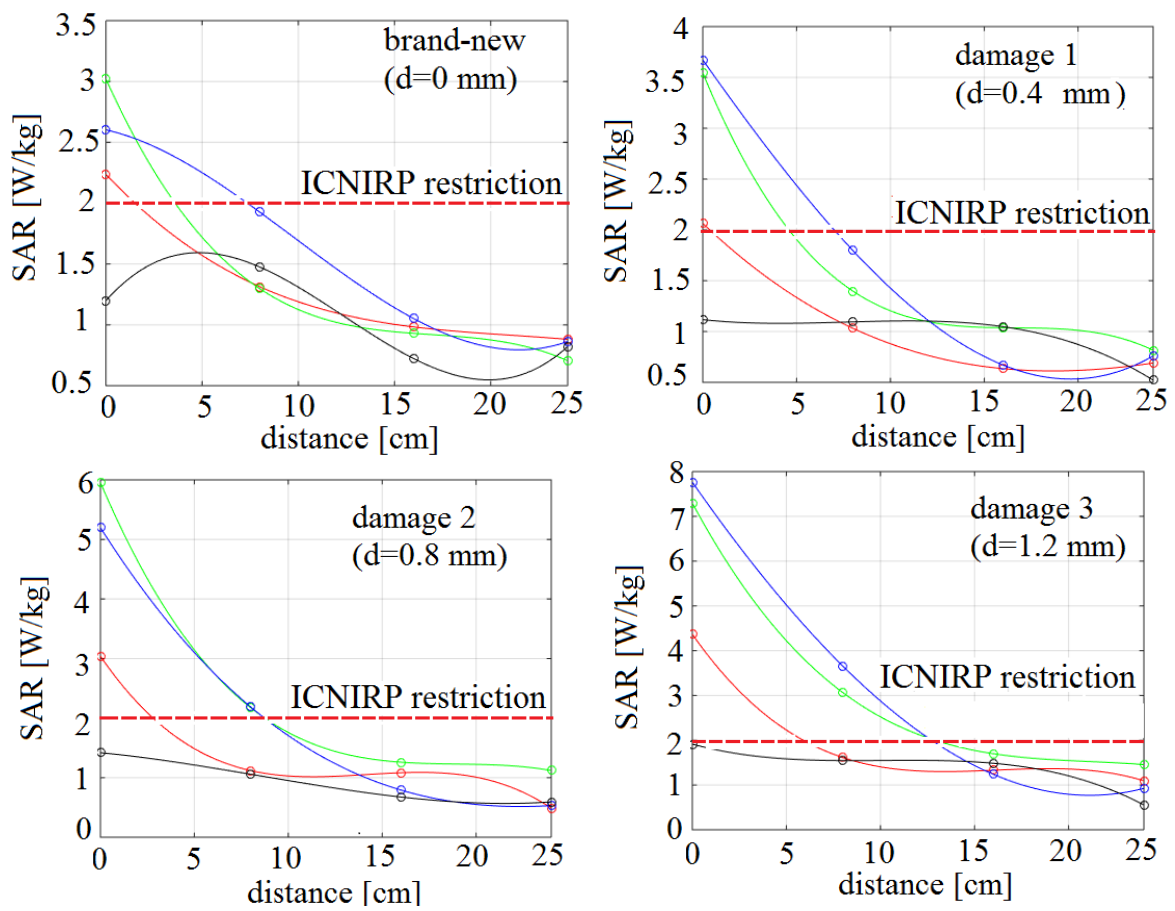 3.5
3
2.5
2
1.5
1
0.5
SAR [W/kg]
brand-new
(d=0 mm)
ICNIRP restriction
0 5 10 15 20 25
distance [cm]
4
3.5
3
2.5
2
1.5
1
0.5
SAR [W/kg]
damage 1
(d=0.4 mm)
ICNIRP restriction
0 5 10 15 20 25
distance [cm]
6
5
4
3
2
1
0
SAR [W/kg]
damage 2
(d=0.8 mm)
ICNIRP restriction
0 5 10 15 20 25
distance [cm]
8
7
6
5
4
3
2
1
0
SAR [W/kg]
damage 3
(d=1.2 mm)
ICNIRP restriction
0 5 10 15 20 25
distance [cm]